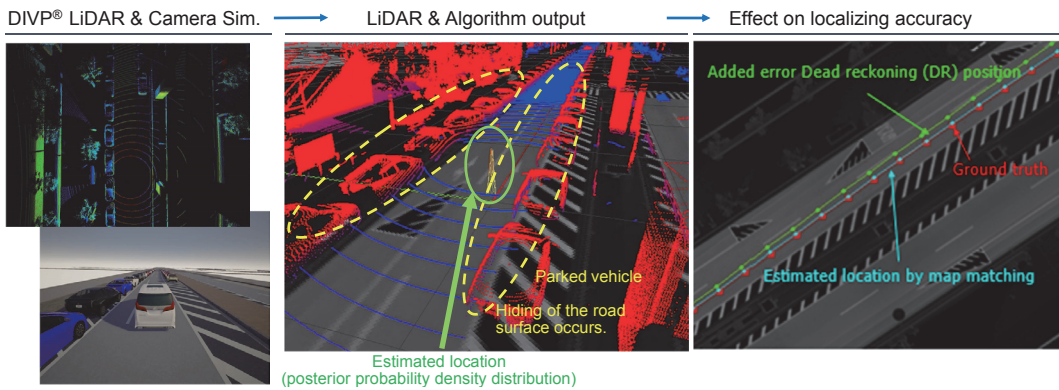 DIVP® LiDAR & Camera Sim.
LiDAR & Algorithm output
Effect on localizing accuracy
Parked vehicle
Hiding of the road
surface occurs.
Estimated location
(posterior probability density distribution)
Added error Dead reckoning (DR) position
Ground truth
Estimated location by map matching